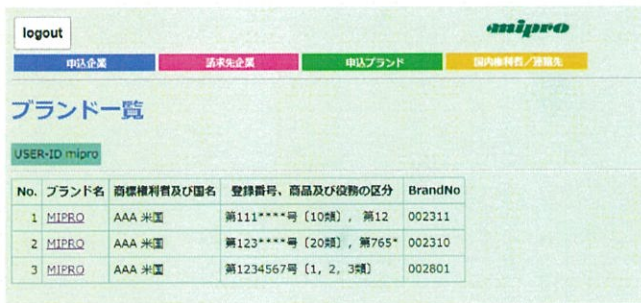 logout
mipro
申込企業 請求先企業 申込ブランド 国内権利者/連絡先
ブランド一覧
USER-ID mipro
No. ブランド名 商標権利者及び国名 登録番号、商品及び役務の区分 BrandNo
1 MIPRO AAA 米国 第111****号〔10類〕, 第12 002311
2 MIPRO AAA 米国 第123****号〔20類〕, 第765* 002310
3 MIPRO AAA 米国 第1234567号〔1, 2, 3類〕 002801